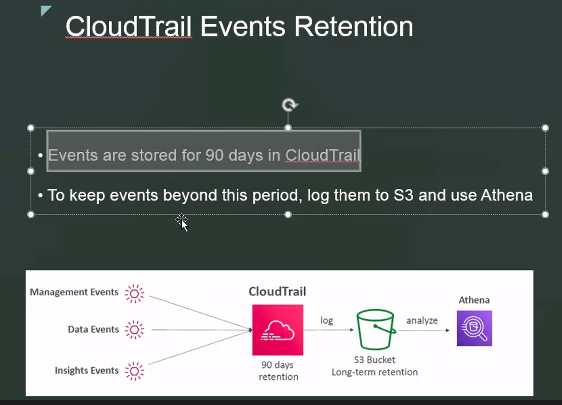 CloudTrail Events Retention
• Events are stored for 90 days in CloudTrail
• To keep events beyond this period, log them to S3 and use Athena
Management Events
Data Events
Insights Events
CloudTrail
90 days
retention
log
S3 Bucket
Long-term retention
analyze
Athena